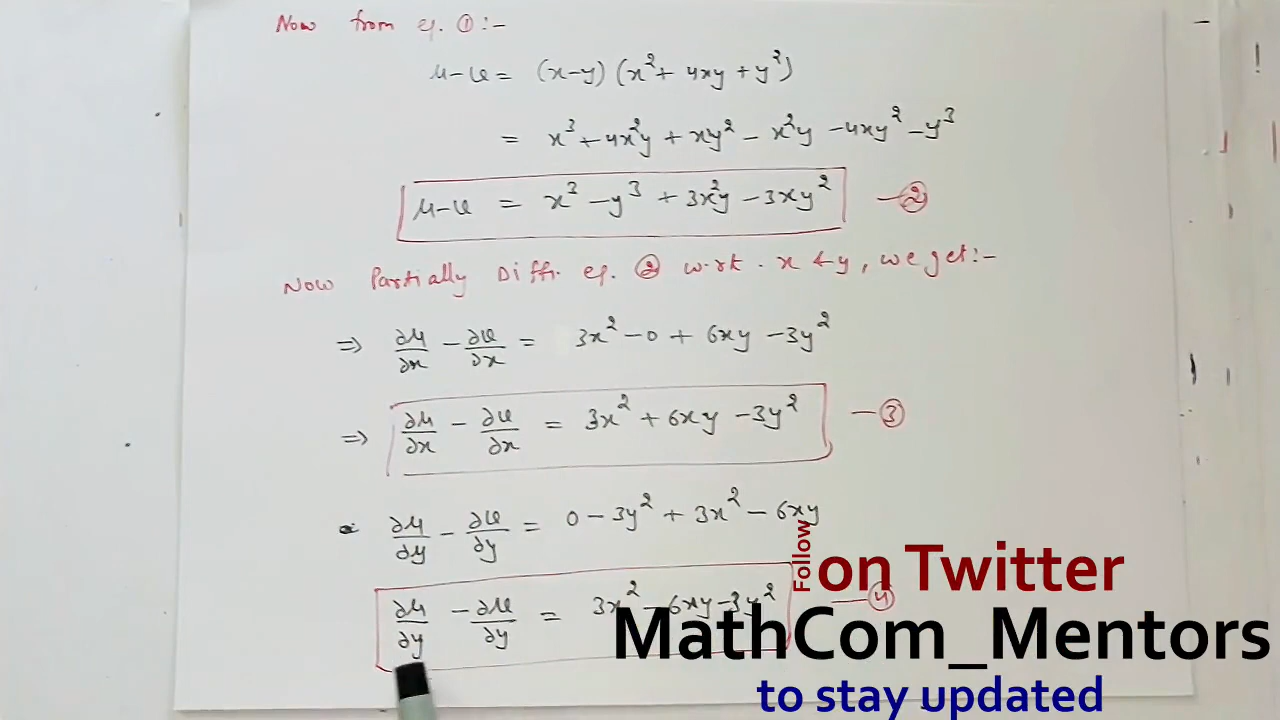 Now from eq. ①:-
u-v = (x-y) (x²+ 4xy + y²)
= x³ + 4x²y + xy² - x²y - 4xy² - y³
u-v = x³ - y³ + 3x²y - 3xy² —②
Now Partially Diff. eq. ② w.r.t. x & y, we get:-
⇒ ∂u/∂x - ∂v/∂x = 3x² - 0 + 6xy - 3y²
⇒ ∂u/∂x - ∂v/∂x = 3x² + 6xy - 3y² —③
& ∂u/∂y - ∂v/∂y = 0 - 3y² + 3x² - 6xy
∂u/∂y - ∂v/∂y = 3x² - 6xy - 3y² —④
Follow on Twitter
MathCom_Mentors
to stay updated